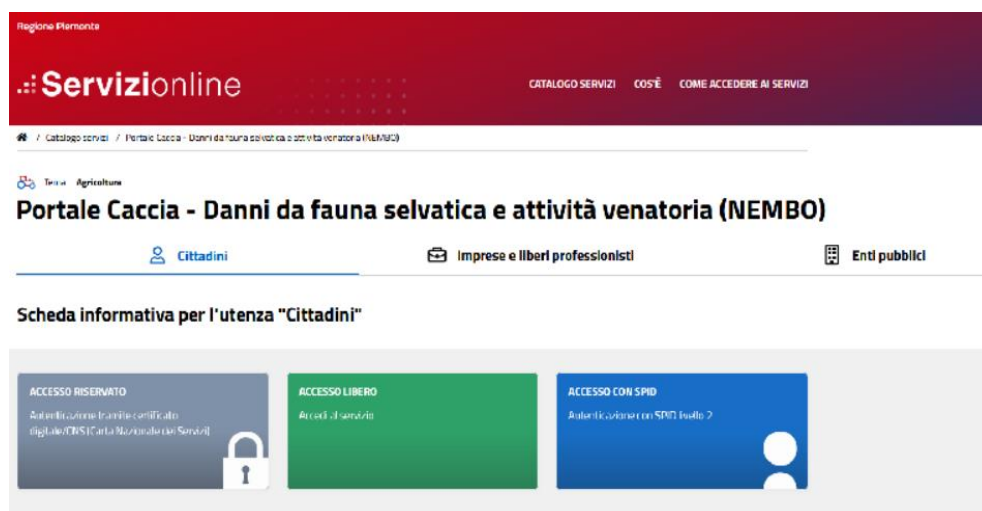 Regione Piemonte
.:: Servizionline
CATALOGO SERVIZI COS'È COME ACCEDERE AI SERVIZI
/ Catalogo servizi / Portale Caccia - Danni da fauna selvatica e attività venatoria (NEMBO)
Tema Agricoltura
Portale Caccia - Danni da fauna selvatica e attività venatoria (NEMBO)
Cittadini Imprese e liberi professionisti Enti pubblici
Scheda informativa per l'utenza "Cittadini"
ACCESSO RISERVATO
Autenticazione tramite certificato
digitale/CNS (Carta Nazionale dei Servizi)
ACCESSO LIBERO
Accedi al servizio
ACCESSO CON SPID
Autenticazione con SPID livello 2